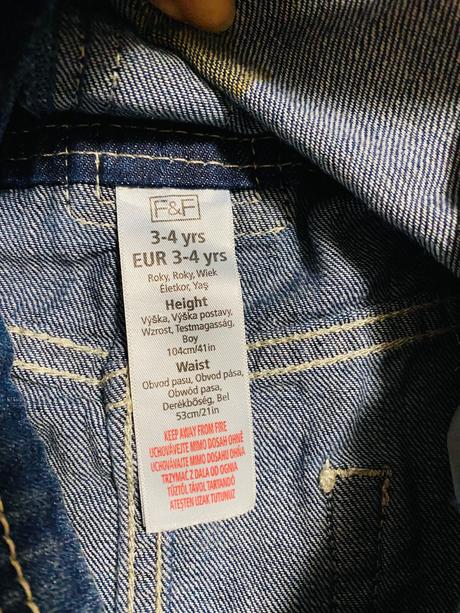 F&F
3-4 yrs
EUR 3-4 yrs
Roky, Roky, Wiek
Életkor, Yaş
Height
Výška, Výška postavy,
Wzrost, Testmagasság,
Boy
104cm/41in
Waist
Obvod pasu, Obvod pása,
Obwód pasa,
Derékbőség, Bel
53cm/21in
KEEP AWAY FROM FIRE
UCHOVÁVEJTE MIMO DOSAH OHNĚ
UCHOVÁVAJTE MIMO DOSAHU OHŇA
TRZYMAĆ Z DALA OD OGNIA
TŰZTŐL TÁVOL TARTANDÓ
ATEŞTEN UZAK TUTUNUZ